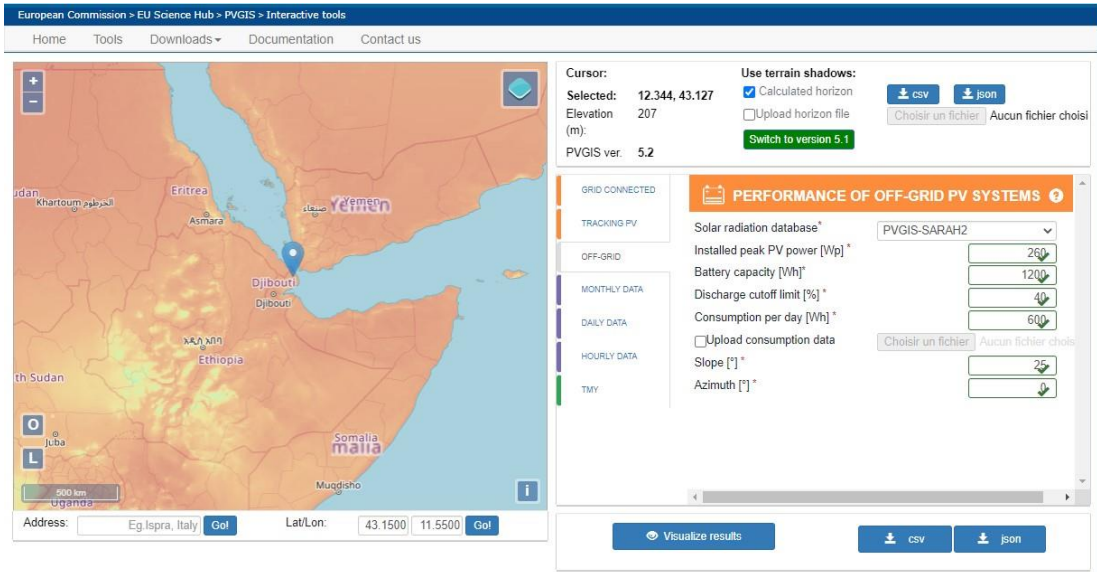 European Commission > EU Science Hub > PVGIS > Interactive tools
Home Tools Downloads Documentation Contact us
+
−
Khartoum الخرطوم
Eritrea
Asmara
Yemen
صنعاء
Djibouti
Djibouti
አዲስ አበባ
Ethiopia
th Sudan
Juba
Somalia
Muqdisho
Uganda
O
L
500 km
i
Address: Eg.Ispra, Italy Go!
Lat/Lon: 43.1500 11.5500 Go!
Cursor:
Selected: 12.344, 43.127
Elevation (m): 207
PVGIS ver. 5.2
Use terrain shadows:
Calculated horizon
Upload horizon file
Switch to version 5.1
csv json
Choisir un fichier Aucun fichier choisi
GRID CONNECTED
TRACKING PV
OFF-GRID
MONTHLY DATA
DAILY DATA
HOURLY DATA
TMY
PERFORMANCE OF OFF-GRID PV SYSTEMS ?
Solar radiation database* PVGIS-SARAH2
Installed peak PV power [Wp] * 260
Battery capacity [Wh]* 1200
Discharge cutoff limit [%] * 40
Consumption per day [Wh] * 600
Upload consumption data Choisir un fichier Aucun fichier chois
Slope [°] * 25
Azimuth [°] * 0
Visualize results
csv json